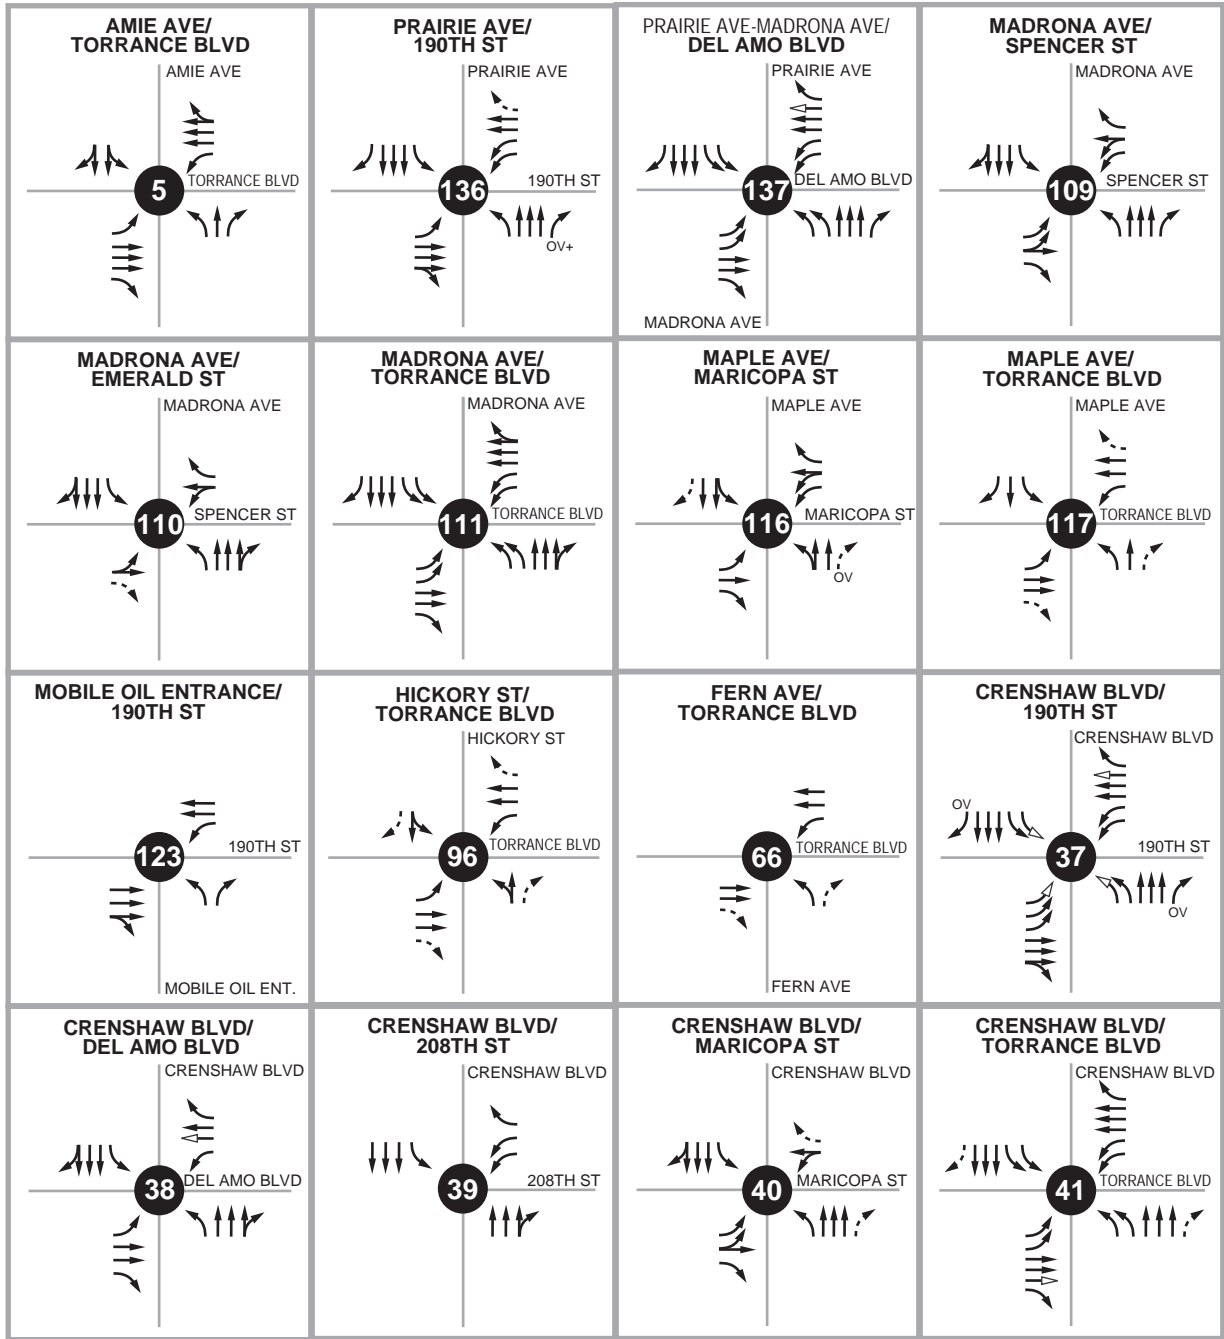 AMIE AVE/
TORRANCE BLVD
AMIE AVE
5
TORRANCE BLVD
PRAIRIE AVE/
190TH ST
PRAIRIE AVE
136
190TH ST
OV+
PRAIRIE AVE-MADRONA AVE/
DEL AMO BLVD
PRAIRIE AVE
137
DEL AMO BLVD
MADRONA AVE
MADRONA AVE/
SPENCER ST
MADRONA AVE
109
SPENCER ST
MADRONA AVE/
EMERALD ST
MADRONA AVE
110
SPENCER ST
MADRONA AVE/
TORRANCE BLVD
MADRONA AVE
111
TORRANCE BLVD
MAPLE AVE/
MARICOPA ST
MAPLE AVE
116
MARICOPA ST
OV
MAPLE AVE/
TORRANCE BLVD
MAPLE AVE
117
TORRANCE BLVD
MOBILE OIL ENTRANCE/
190TH ST
190TH ST
123
MOBILE OIL ENT.
HICKORY ST/
TORRANCE BLVD
HICKORY ST
96
TORRANCE BLVD
FERN AVE/
TORRANCE BLVD
66
TORRANCE BLVD
FERN AVE
CRENSHAW BLVD/
190TH ST
CRENSHAW BLVD
OV
37
190TH ST
OV
CRENSHAW BLVD/
DEL AMO BLVD
CRENSHAW BLVD
38
DEL AMO BLVD
CRENSHAW BLVD/
208TH ST
CRENSHAW BLVD
39
208TH ST
CRENSHAW BLVD/
MARICOPA ST
CRENSHAW BLVD
40
MARICOPA ST
CRENSHAW BLVD/
TORRANCE BLVD
CRENSHAW BLVD
41
TORRANCE BLVD